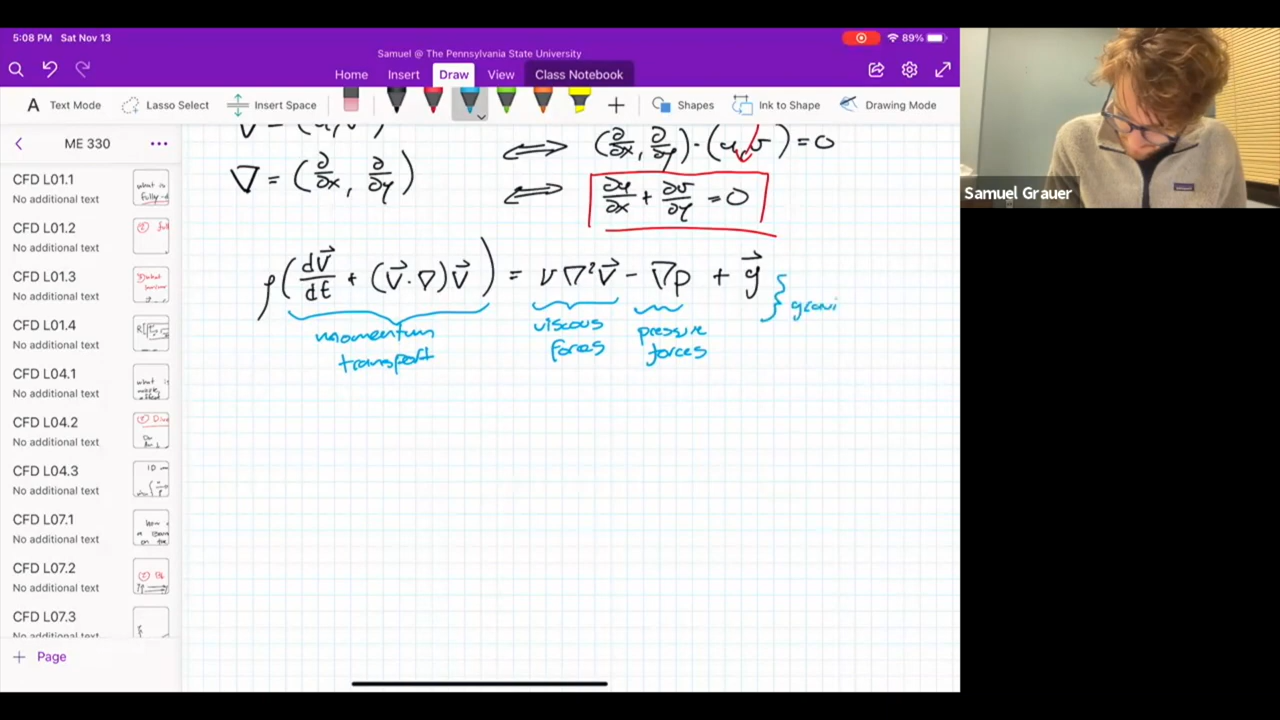 5:08 PM Sat Nov 13
89%
Samuel @ The Pennsylvania State University
Home Insert Draw View Class Notebook
Text Mode Lasso Select Insert Space Shapes Ink to Shape Drawing Mode
ME 330
CFD L01.1
No additional text
CFD L01.2
No additional text
CFD L01.3
No additional text
CFD L01.4
No additional text
CFD L04.1
No additional text
CFD L04.2
No additional text
CFD L04.3
No additional text
CFD L07.1
No additional text
CFD L07.2
No additional text
CFD L07.3
No additional text
Page
⟺ (∂/∂x, ∂/∂y)·(u, v) = 0
∇ = (∂/∂x, ∂/∂y)
⟺ ∂u/∂x + ∂v/∂y = 0
ρ(dV⃗/dt + (V⃗·∇)V⃗) = ν∇²V⃗ − ∇p + g⃗
momentum transport
viscous forces
pressure forces
gravi
Samuel Grauer